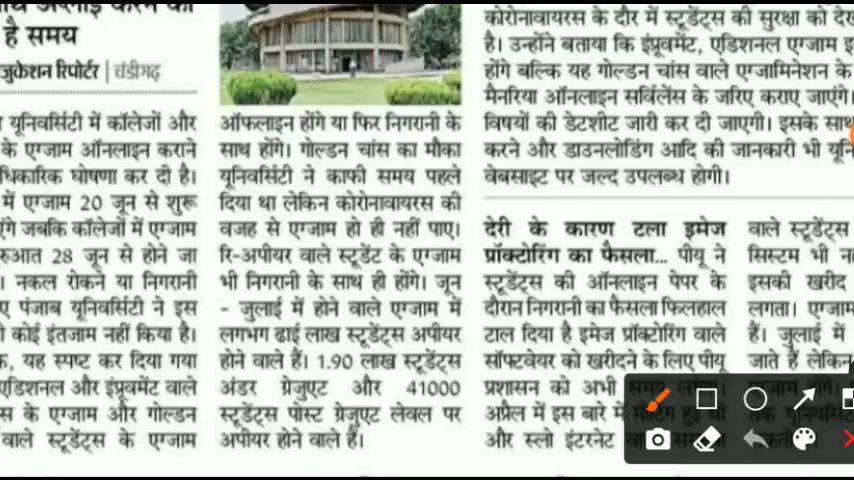 है समय
एजुकेशन रिपोर्टर | चंडीगढ़
यूनिवर्सिटी में कॉलेजों और
के एग्जाम ऑनलाइन कराने
धिकारिक घोषणा कर दी है।
में एग्जाम 20 जून से शुरू
एंगे जबकि कॉलेजों में एग्जाम
रुआत 28 जून से होने जा
। नकल रोकने या निगरानी
ए पंजाब यूनिवर्सिटी ने इस
कोई इंतजाम नहीं किया है।
क, यह स्पष्ट कर दिया गया
एडिशनल और इंप्रूवमेंट वाले
स के एग्जाम और गोल्डन
वाले स्टूडेंट्स के एग्जाम
ऑफलाइन होंगे या फिर निगरानी के
साथ होंगे। गोल्डन चांस का मौका
यूनिवर्सिटी ने काफी समय पहले
दिया था लेकिन कोरोनावायरस की
वजह से एग्जाम हो ही नहीं पाए।
रि-अपीयर वाले स्टूडेंट के एग्जाम
भी निगरानी के साथ ही होंगे। जून
- जुलाई में होने वाले एग्जाम में
लगभग ढाई लाख स्टूडेंट्स अपीयर
होने वाले हैं। 1.90 लाख स्टूडेंट्स
अंडर ग्रेजुएट और 41000
स्टूडेंट्स पोस्ट ग्रेजुएट लेवल पर
अपीयर होने वाले हैं।
कोरोनावायरस के दौर में स्टूडेंट्स की सुरक्षा को देख
है। उन्होंने बताया कि इंप्रूवमेंट, एडिशनल एग्जाम इ
होंगे बल्कि यह गोल्डन चांस वाले एग्जामिनेशन के
मैनरिया ऑनलाइन सर्विलेंस के जरिए कराए जाएंगे।
विषयों की डेटशीट जारी कर दी जाएगी। इसके साथ
करने और डाउनलोडिंग आदि की जानकारी भी यूनि
वेबसाइट पर जल्द उपलब्ध होगी।
देरी के कारण टला इमेज
प्रॉक्टोरिंग का फैसला... पीयू ने
स्टूडेंट्स की ऑनलाइन पेपर के
दौरान निगरानी का फैसला फिलहाल
टाल दिया है इमेज प्रॉक्टोरिंग वाले
सॉफ्टवेयर को खरीदने के लिए पीयू
प्रशासन को अभी समय
अप्रैल में इस बारे में मीटिंग हुई थी
और स्लो इंटरनेट
वाले स्टूडेंट्स
सिस्टम भी न
इसकी खरीद
लगता। एग्जाम
हैं। जुलाई में
जाते हैं लेकिन